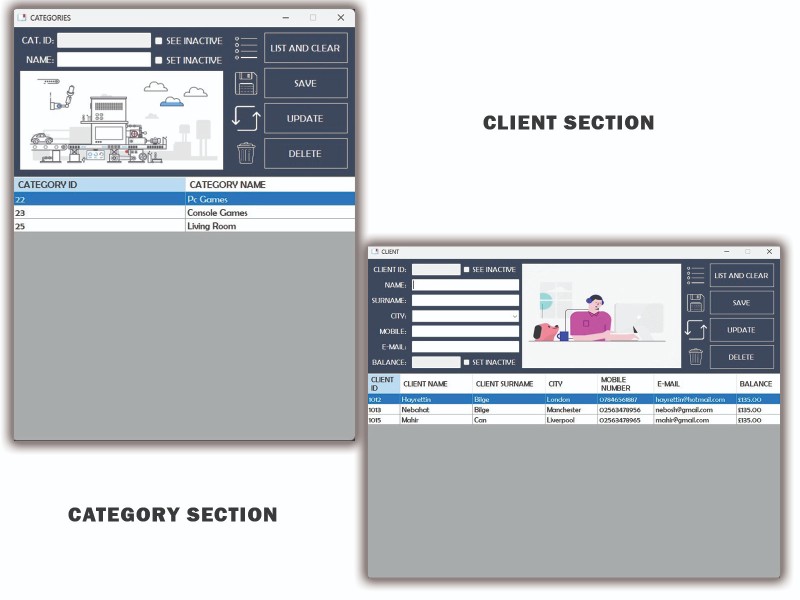 CATEGORIES
CAT. ID:
SEE INACTIVE
NAME:
SET INACTIVE
LIST AND CLEAR
SAVE
UPDATE
DELETE
CATEGORY ID CATEGORY NAME
22 Pc Games
23 Console Games
25 Living Room
CLIENT SECTION
CLIENT
CLIENT ID:
SEE INACTIVE
NAME:
SURNAME:
CITY:
MOBILE:
E-MAIL:
BALANCE:
SET INACTIVE
LIST AND CLEAR
SAVE
UPDATE
DELETE
CLIENT ID CLIENT NAME CLIENT SURNAME CITY MOBILE NUMBER E-MAIL BALANCE
1012 Hayrettin Bilge London hayrettin@hotmail.com £135.00
1013 Nebahat Bilge Manchester 02563478956 nebosh@gmail.com £135.00
1015 Mahir Can Liverpool 02563478965 mahir@gmail.com £135.00
CATEGORY SECTION